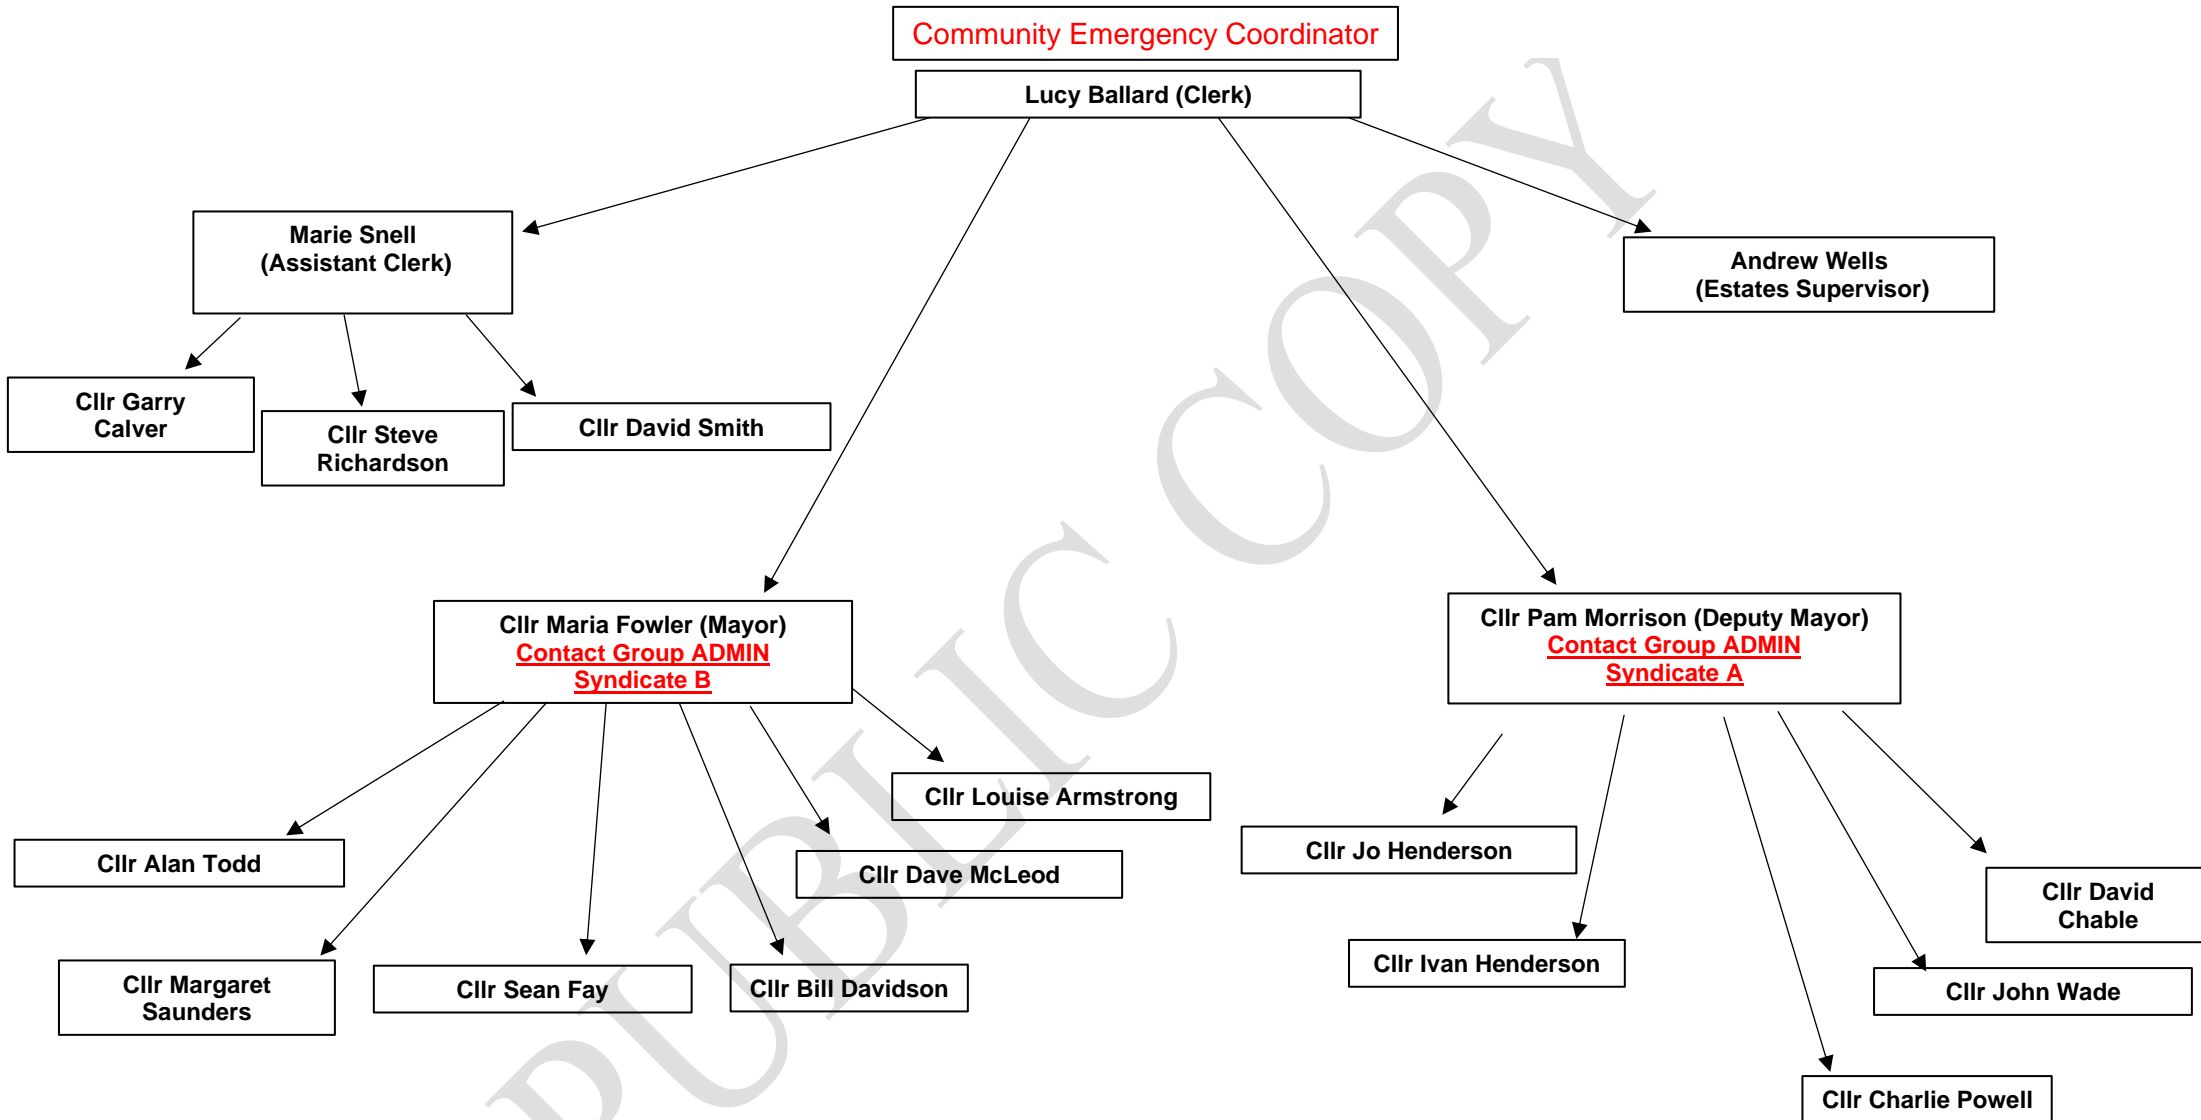 Community Emergency Coordinator
Lucy Ballard (Clerk)
Marie Snell
(Assistant Clerk)
Andrew Wells
(Estates Supervisor)
Cllr Garry
Calver
Cllr Steve
Richardson
Cllr David Smith
Cllr Maria Fowler (Mayor)
Contact Group ADMIN
Syndicate B
Cllr Pam Morrison (Deputy Mayor)
Contact Group ADMIN
Syndicate A
Cllr Louise Armstrong
Cllr Alan Todd
Cllr Dave McLeod
Cllr Margaret
Saunders
Cllr Sean Fay
Cllr Bill Davidson
Cllr Jo Henderson
Cllr David
Chable
Cllr Ivan Henderson
Cllr John Wade
Cllr Charlie Powell
PUBLIC COPY